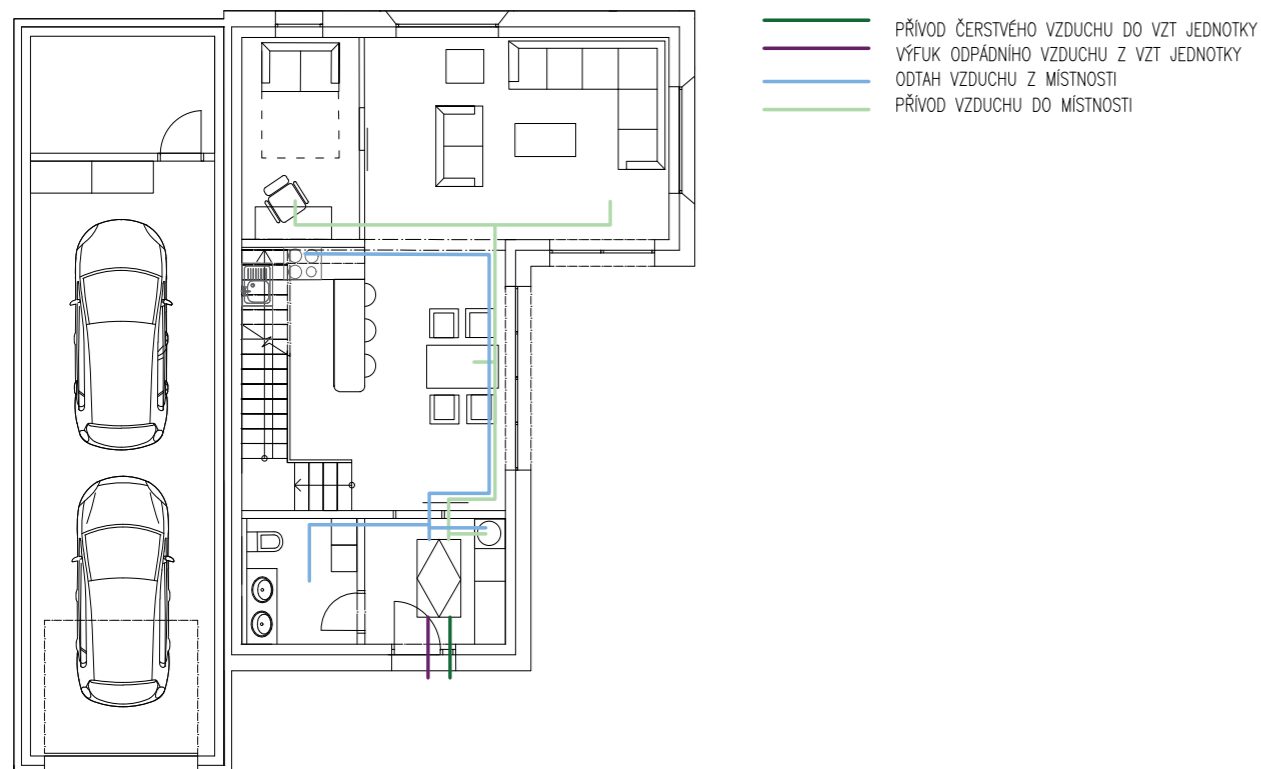 PŘÍVOD ČERSTVÉHO VZDUCHU DO VZT JEDNOTKY
VÝFUK ODPÁDNÍHO VZDUCHU Z VZT JEDNOTKY
ODTAH VZDUCHU Z MÍSTNOSTI
PŘÍVOD VZDUCHU DO MÍSTNOSTI